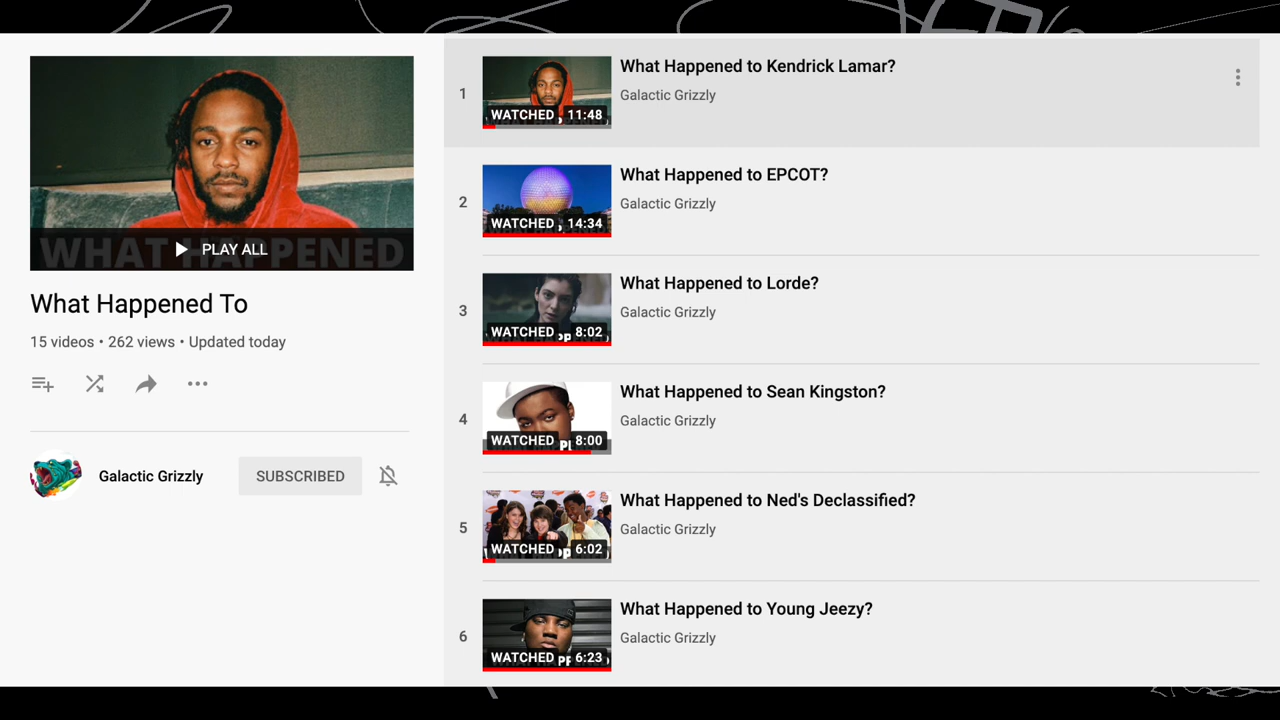 WHAT HAPPENED
PLAY ALL
What Happened To
15 videos • 262 views • Updated today
Galactic Grizzly
SUBSCRIBED
1
WATCHED
11:48
What Happened to Kendrick Lamar?
Galactic Grizzly
2
WATCHED
14:34
What Happened to EPCOT?
Galactic Grizzly
3
WATCHED
8:02
What Happened to Lorde?
Galactic Grizzly
4
WATCHED
8:00
What Happened to Sean Kingston?
Galactic Grizzly
5
WATCHED
6:02
What Happened to Ned's Declassified?
Galactic Grizzly
6
WATCHED
6:23
What Happened to Young Jeezy?
Galactic Grizzly